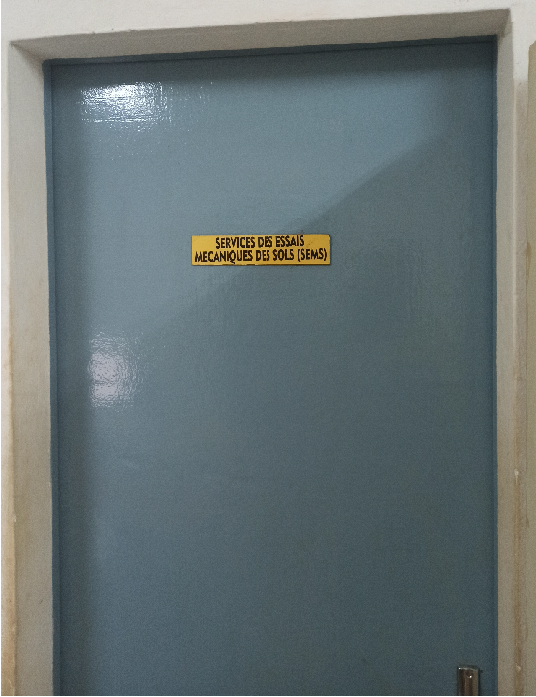 SERVICES DES ESSAIS
MECANIQUES DES SOLS (SEMS)